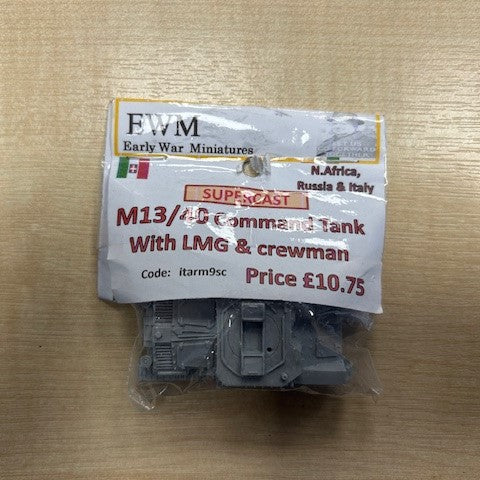 EWM
Early War Miniatures
N.Africa,
Russia & Italy
SUPERCAST
M13/40 command Tank
With LMG & crewman
Code: itarm9sc
Price £10.75